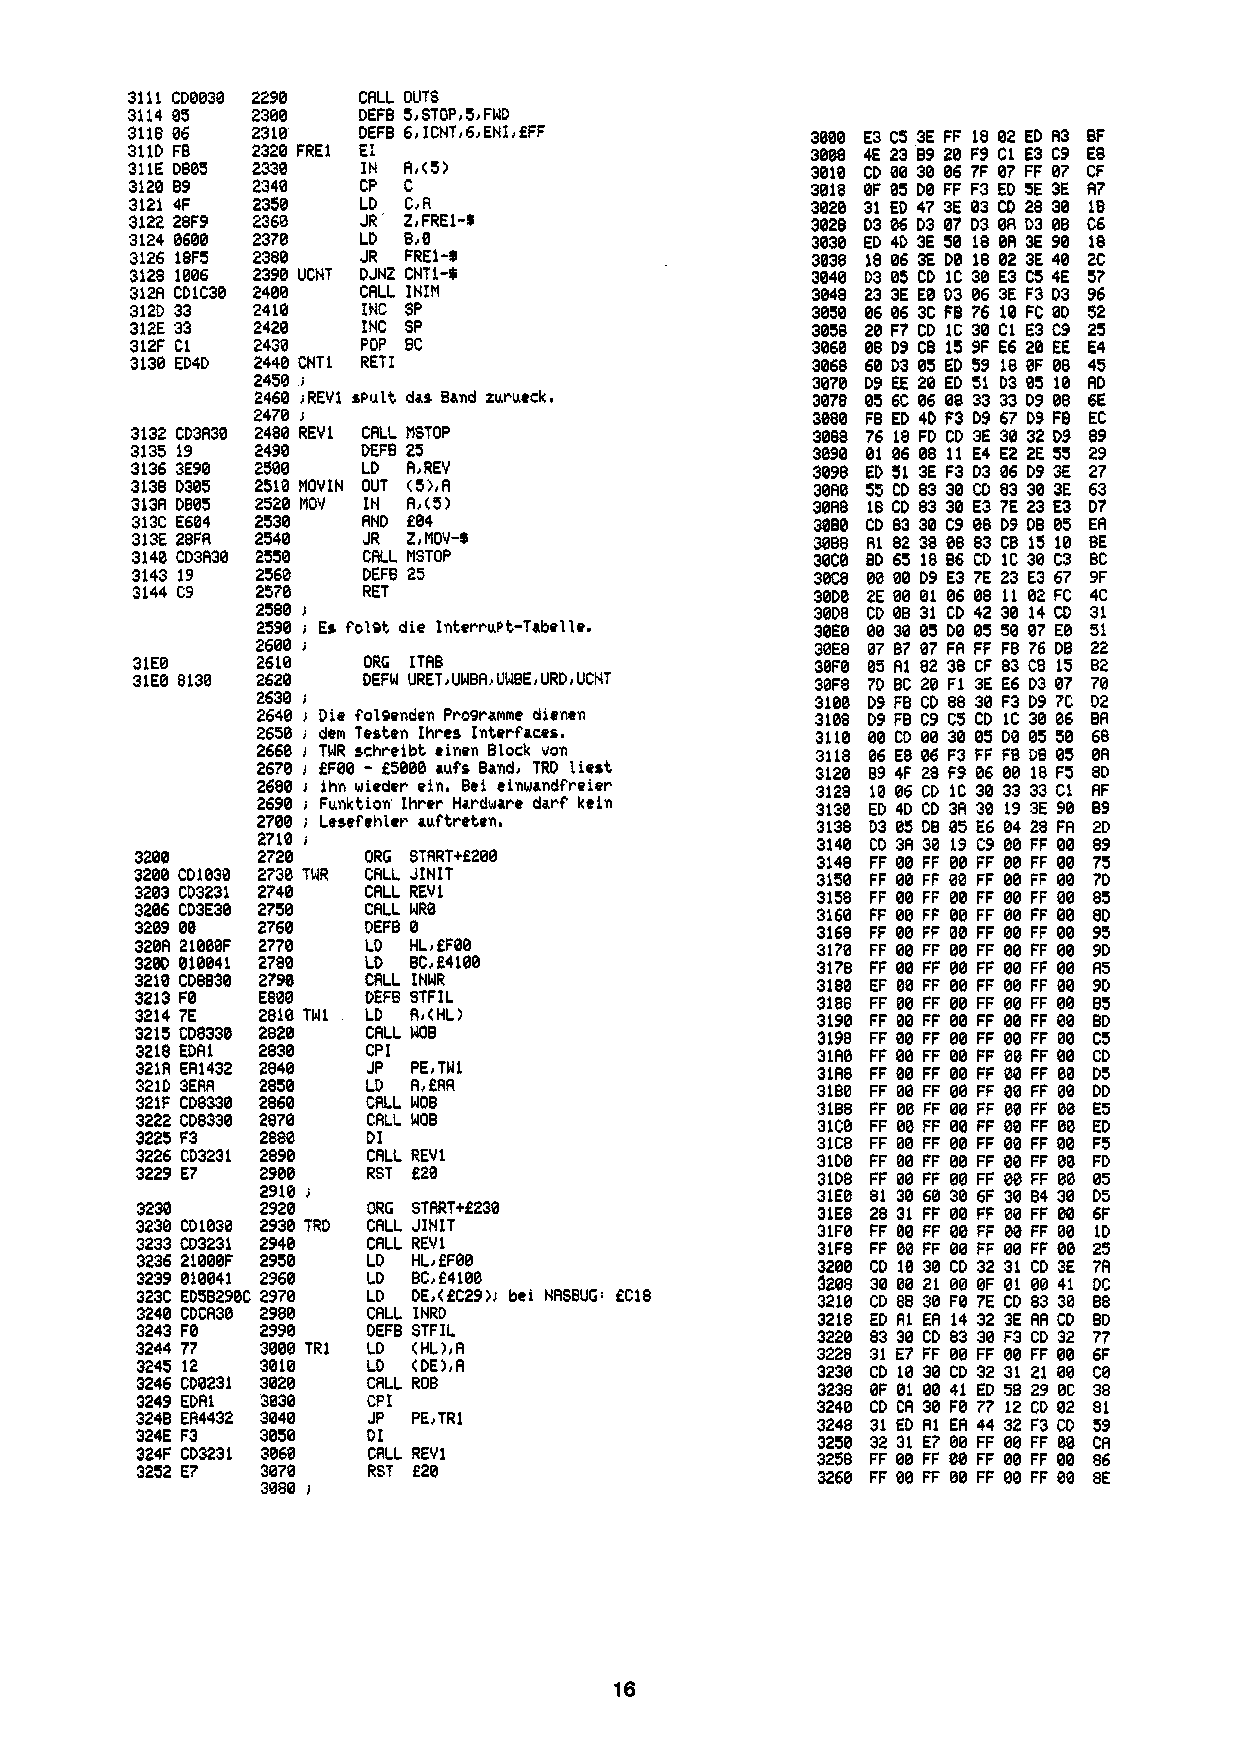 3111 CD0030 2290 CALL OUTS
3114 05 2300 DEFB 5,STOP,5,FWD
3118 06 2310 DEFB 6,ICNT,6,ENI,£FF
311D FB 2320 FRE1 EI
311E DB05 2330 IN A,(5)
3120 B9 2340 CP C
3121 4F 2350 LD C,A
3122 28F9 2360 JR Z,FRE1-$
3124 0600 2370 LD B,0
3126 18F5 2380 JR FRE1-$
3128 1006 2390 UCNT DJNZ CNT1-$
312A CD1C30 2400 CALL INIM
312D 33 2410 INC SP
312E 33 2420 INC SP
312F C1 2430 POP BC
3130 ED4D 2440 CNT1 RETI
2450 ;
2460 ;REV1 spult das Band zurueck.
2470 ;
3132 CD3A30 2480 REV1 CALL MSTOP
3135 19 2490 DEFB 25
3136 3E90 2500 LD A,REV
3138 D305 2510 MOVIN OUT (5),A
313A DB05 2520 MOV IN A,(5)
313C E604 2530 AND £04
313E 28FA 2540 JR Z,MOV-$
3140 CD3A30 2550 CALL MSTOP
3143 19 2560 DEFB 25
3144 C9 2570 RET
2580 ;
2590 ; Es folgt die Interrupt-Tabelle.
2600 ;
31E0 2610 ORG ITAB
31E0 8130 2620 DEFW URET,UWBA,UWBE,URD,UCNT
2630 ;
2640 ; Die folgenden Programme dienen
2650 ; dem Testen Ihres Interfaces.
2660 ; TWR schreibt einen Block von
2670 ; £F00 - £5000 aufs Band, TRD liest
2680 ; ihn wieder ein. Bei einwandfreier
2690 ; Funktion Ihrer Hardware darf kein
2700 ; Lesefehler auftreten.
2710 ;
3200 2720 ORG START+£200
3200 CD1030 2730 TWR CALL JINIT
3203 CD3231 2740 CALL REV1
3206 CD3E30 2750 CALL WR0
3209 00 2760 DEFB 0
320A 21000F 2770 LD HL,£F00
320D 010041 2780 LD BC,£4100
3210 CD8B30 2790 CALL INWR
3213 F0 E800 DEFB STFIL
3214 7E 2810 TW1 LD A,(HL)
3215 CD8330 2820 CALL WOB
3218 EDA1 2830 CPI
321A EA1432 2840 JP PE,TW1
321D 3EAA 2850 LD A,£AA
321F CD8330 2860 CALL WOB
3222 CD8330 2870 CALL WOB
3225 F3 2880 DI
3226 CD3231 2890 CALL REV1
3229 E7 2900 RST £20
2910 ;
3230 2920 ORG START+£230
3230 CD1030 2930 TRD CALL JINIT
3233 CD3231 2940 CALL REV1
3236 21000F 2950 LD HL,£F00
3239 010041 2960 LD BC,£4100
323C ED5B290C 2970 LD DE,(£C29); bei NASBUG: £C18
3240 CDCA30 2980 CALL INRD
3243 F0 2990 DEFB STFIL
3244 77 3000 TR1 LD (HL),A
3245 12 3010 LD (DE),A
3246 CD0231 3020 CALL ROB
3249 EDA1 3030 CPI
324B EA4432 3040 JP PE,TR1
324E F3 3050 DI
324F CD3231 3060 CALL REV1
3252 E7 3070 RST £20
3080 ;
3000 E3 C5 3E FF 18 02 ED A3 BF
3008 4E 23 B9 20 F9 C1 E3 C9 E8
3010 CD 00 30 06 7F 07 FF 07 CF
3018 0F 05 D0 FF F3 ED 5E 3E A7
3020 31 ED 47 3E 03 CD 28 30 1B
3028 D3 06 D3 07 D3 0A D3 0B C6
3030 ED 4D 3E 50 18 0A 3E 90 18
3038 18 06 3E D0 18 02 3E 40 2C
3040 D3 05 CD 1C 30 E3 C5 4E 57
3048 23 3E E0 D3 06 3E F3 D3 96
3050 06 06 3C FB 76 10 FC 0D 52
3058 20 F7 CD 1C 30 C1 E3 C9 25
3060 08 D9 CB 15 9F E6 20 EE E4
3068 60 D3 05 ED 59 18 0F 08 45
3070 D9 EE 20 ED 51 D3 05 10 AD
3078 05 6C 06 08 33 33 D9 08 6E
3080 FB ED 4D F3 D9 67 D9 FB EC
3088 76 18 FD CD 3E 30 32 D9 89
3090 01 06 08 11 E4 E2 2E 55 29
3098 ED 51 3E F3 D3 06 D9 3E 27
30A0 55 CD 83 30 CD 83 30 3E 63
30A8 18 CD 83 30 E3 7E 23 E3 D7
30B0 CD 83 30 C9 08 D9 DB 05 EA
30B8 A1 82 38 08 83 CB 15 10 BE
30C0 BD 65 18 B6 CD 1C 30 C3 BC
30C8 00 00 D9 E3 7E 23 E3 67 9F
30D0 2E 00 01 06 08 11 02 FC 4C
30D8 CD 0B 31 CD 42 30 14 CD 31
30E0 00 30 05 D0 05 50 07 E0 51
30E8 07 B7 07 FA FF FB 76 DB 22
30F0 05 A1 82 38 CF 83 CB 15 B2
30F8 7D BC 20 F1 3E E6 D3 07 70
3100 D9 FB CD 88 30 F3 D9 7C D2
3108 D9 FB C9 C5 CD 1C 30 06 BA
3110 00 CD 00 30 05 D0 05 50 68
3118 06 E8 06 F3 FF FB DB 05 0A
3120 B9 4F 28 F9 06 00 18 F5 8D
3128 10 06 CD 1C 30 33 33 C1 AF
3130 ED 4D CD 3A 30 19 3E 90 B9
3138 D3 05 DB 05 E6 04 28 FA 2D
3140 CD 3A 30 19 C9 00 FF 00 89
3148 FF 00 FF 00 FF 00 FF 00 75
3150 FF 00 FF 00 FF 00 FF 00 7D
3158 FF 00 FF 00 FF 00 FF 00 85
3160 FF 00 FF 00 FF 00 FF 00 8D
3168 FF 00 FF 00 FF 00 FF 00 95
3170 FF 00 FF 00 FF 00 FF 00 9D
3178 FF 00 FF 00 FF 00 FF 00 A5
3180 EF 00 FF 00 FF 00 FF 00 9D
3188 FF 00 FF 00 FF 00 FF 00 B5
3190 FF 00 FF 00 FF 00 FF 00 BD
3198 FF 00 FF 00 FF 00 FF 00 C5
31A0 FF 00 FF 00 FF 00 FF 00 CD
31A8 FF 00 FF 00 FF 00 FF 00 D5
31B0 FF 00 FF 00 FF 00 FF 00 DD
31B8 FF 00 FF 00 FF 00 FF 00 E5
31C0 FF 00 FF 00 FF 00 FF 00 ED
31C8 FF 00 FF 00 FF 00 FF 00 F5
31D0 FF 00 FF 00 FF 00 FF 00 FD
31D8 FF 00 FF 00 FF 00 FF 00 05
31E0 81 30 60 30 6F 30 B4 30 D5
31E8 28 31 FF 00 FF 00 FF 00 6F
31F0 FF 00 FF 00 FF 00 FF 00 1D
31F8 FF 00 FF 00 FF 00 FF 00 25
3200 CD 10 30 CD 32 31 CD 3E 7A
3208 30 00 21 00 0F 01 00 41 DC
3210 CD 8B 30 F0 7E CD 83 30 B8
3218 ED A1 EA 14 32 3E AA CD BD
3220 83 30 CD 83 30 F3 CD 32 77
3228 31 E7 FF 00 FF 00 FF 00 6F
3230 CD 10 30 CD 32 31 21 00 C0
3238 0F 01 00 41 ED 5B 29 0C 38
3240 CD CA 30 F0 77 12 CD 02 81
3248 31 ED A1 EA 44 32 F3 CD 59
3250 32 31 E7 00 FF 00 FF 00 CA
3258 FF 00 FF 00 FF 00 FF 00 86
3260 FF 00 FF 00 FF 00 FF 00 8E
16